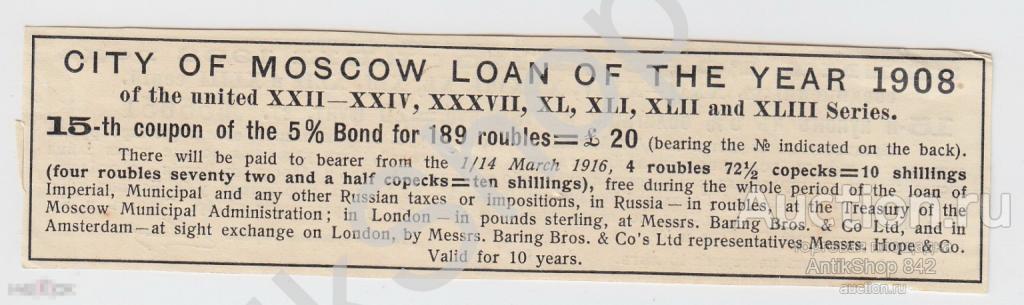 CITY OF MOSCOW LOAN OF THE YEAR 1908
of the united XXII—XXIV, XXXVII, XL, XLI, XLII and XLIII Series.
15-th coupon of the 5% Bond for 189 roubles=£ 20 (bearing the № indicated on the back).
There will be paid to bearer from the 1/14 March 1916, 4 roubles 72½ copecks=10 shillings
(four roubles seventy two and a half copecks=ten shillings), free during the whole period of the loan of
Imperial, Municipal and any other Russian taxes or impositions, in Russia—in roubles, at the Treasury of the
Moscow Municipal Administration; in London—in pounds sterling, at Messrs. Baring Bros. & Co Ltd, and in
Amsterdam—at sight exchange on London, by Messrs. Baring Bros. & Co's Ltd representatives Messrs. Hope & Co.
Valid for 10 years.
Auction.ru
AntikShop 842
auction.ru